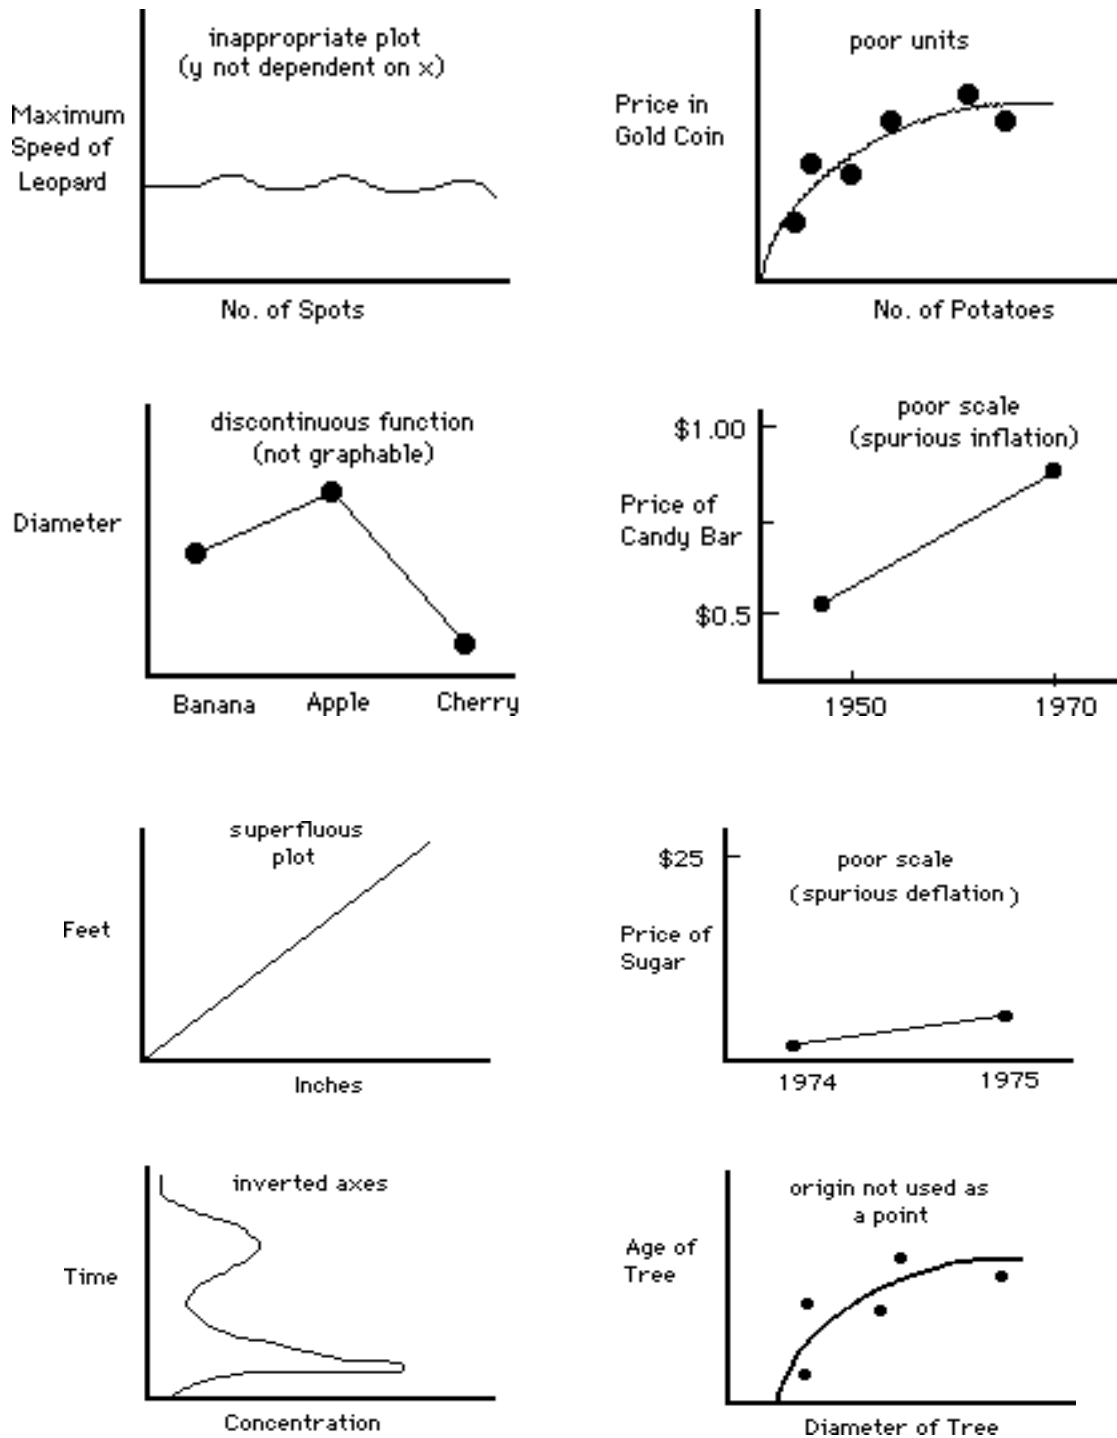 inappropriate plot
(y not dependent on x)
Maximum
Speed of
Leopard
No. of Spots
poor units
Price in
Gold Coin
No. of Potatoes
discontinuous function
(not graphable)
Diameter
Banana
Apple
Cherry
poor scale
(spurious inflation)
$1.00
Price of
Candy Bar
$0.5
1950
1970
superfluous
plot
Feet
Inches
poor scale
(spurious deflation)
$25
Price of
Sugar
1974
1975
inverted axes
Time
Concentration
origin not used as
a point
Age of
Tree
Diameter of Tree